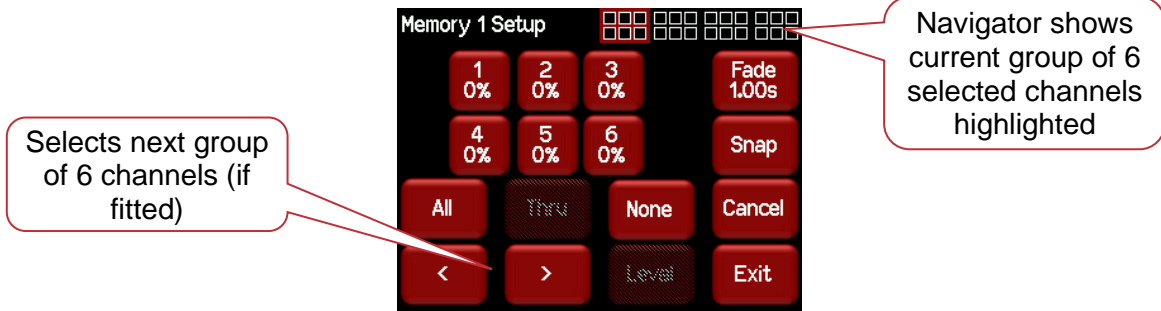 Memory 1 Setup
Navigator shows
current group of 6
selected channels
highlighted
1
0%
2
0%
3
0%
Fade
1.00s
Selects next group
of 6 channels (if
fitted)
4
0%
5
0%
6
0%
Snap
All
Thru
None
Cancel
<
>
Level
Exit